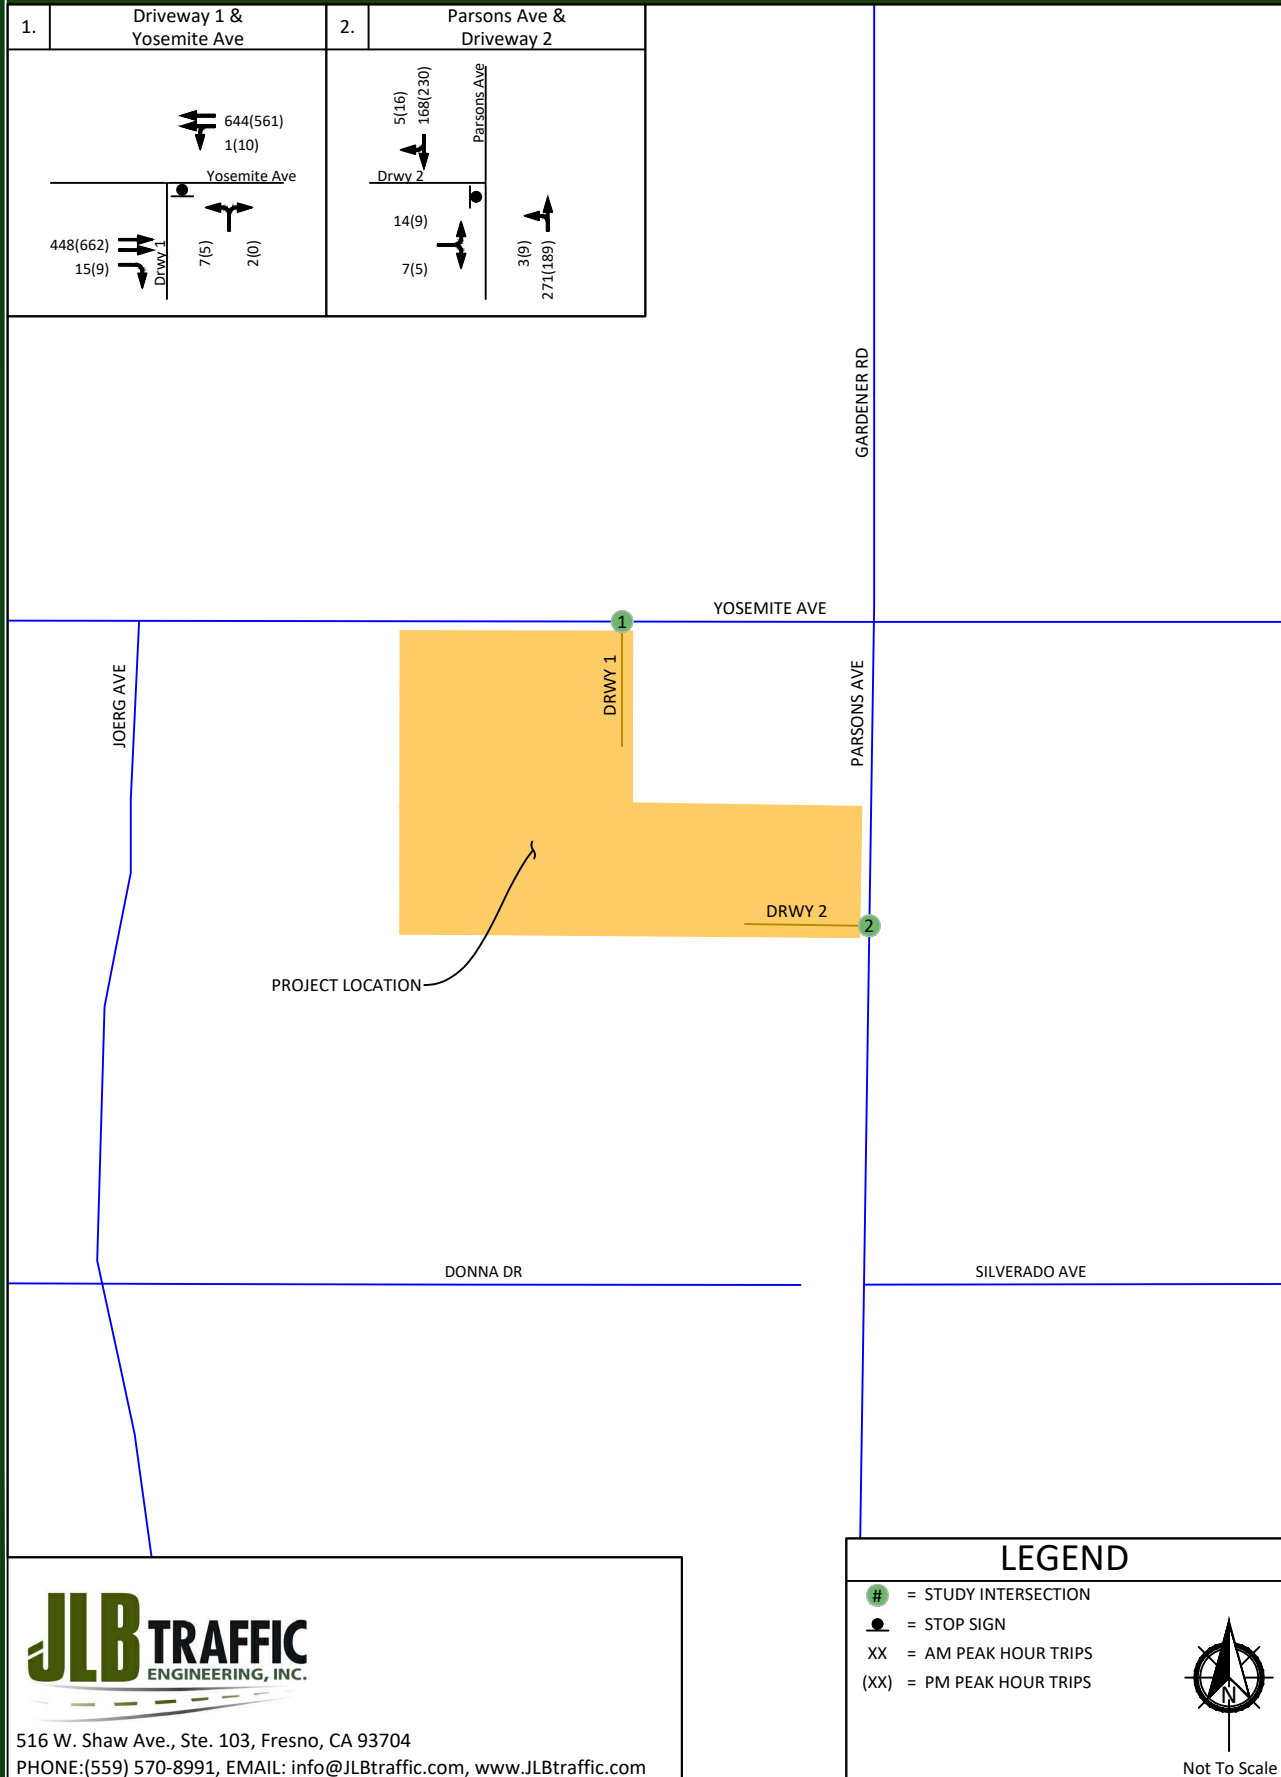 1.
Driveway 1 &
Yosemite Ave
2.
Parsons Ave &
Driveway 2
644(561)
1(10)
Yosemite Ave
448(662)
15(9)
Drwy 1
7(5)
2(0)
5(16)
168(230)
Parsons Ave
Drwy 2
14(9)
7(5)
3(9)
271(189)
GARDENER RD
YOSEMITE AVE
1
JOERG AVE
DRWY 1
PARSONS AVE
DRWY 2
2
PROJECT LOCATION
DONNA DR
SILVERADO AVE
JLB TRAFFIC
ENGINEERING, INC.
516 W. Shaw Ave., Ste. 103, Fresno, CA 93704
PHONE:(559) 570-8991, EMAIL: info@JLBtraffic.com, www.JLBtraffic.com
LEGEND
# = STUDY INTERSECTION
= STOP SIGN
XX = AM PEAK HOUR TRIPS
(XX) = PM PEAK HOUR TRIPS
N
Not To Scale